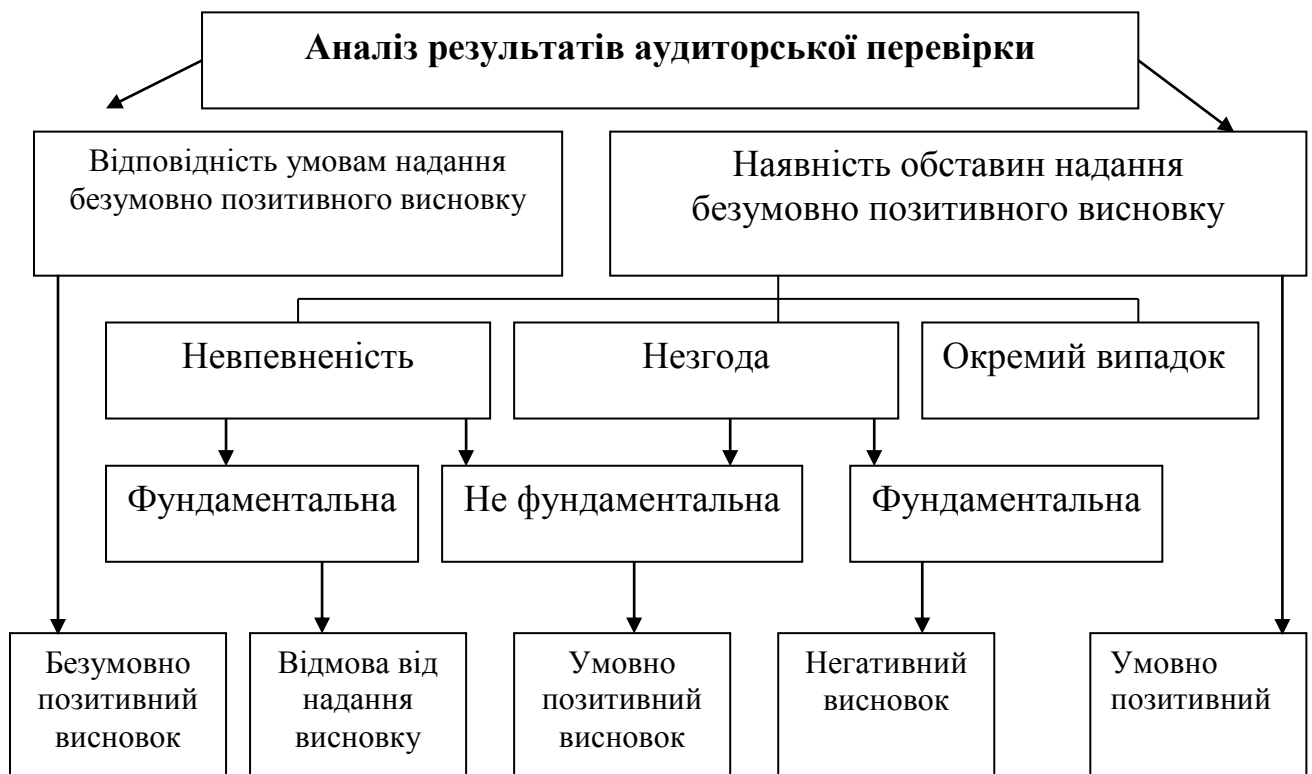 Аналіз результатів аудиторської перевірки
Відповідність умовам надання
безумовно позитивного висновку
Наявність обставин надання
безумовно позитивного висновку
Невпевненість
Незгода
Окремий випадок
Фундаментальна
Не фундаментальна
Фундаментальна
Безумовно
позитивний
висновок
Відмова від
надання
висновку
Умовно
позитивний
висновок
Негативний
висновок
Умовно
позитивний